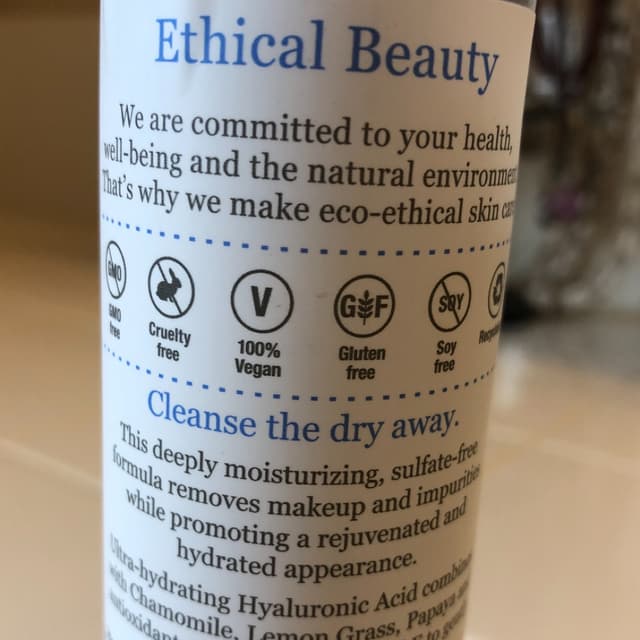 Ethical Beauty
We are committed to your health,
well-being and the natural environment
That's why we make eco-ethical skin care
GMO V G F SOY
GMO free
Cruelty free
100% Vegan
Gluten free
Soy free
Cleanse the dry away.
This deeply moisturizing, sulfate-free
formula removes makeup and impurities
while promoting a rejuvenated and
hydrated appearance.
Ultra-hydrating Hyaluronic Acid
with Chamomile, Lemon Grass, Papaya
E to